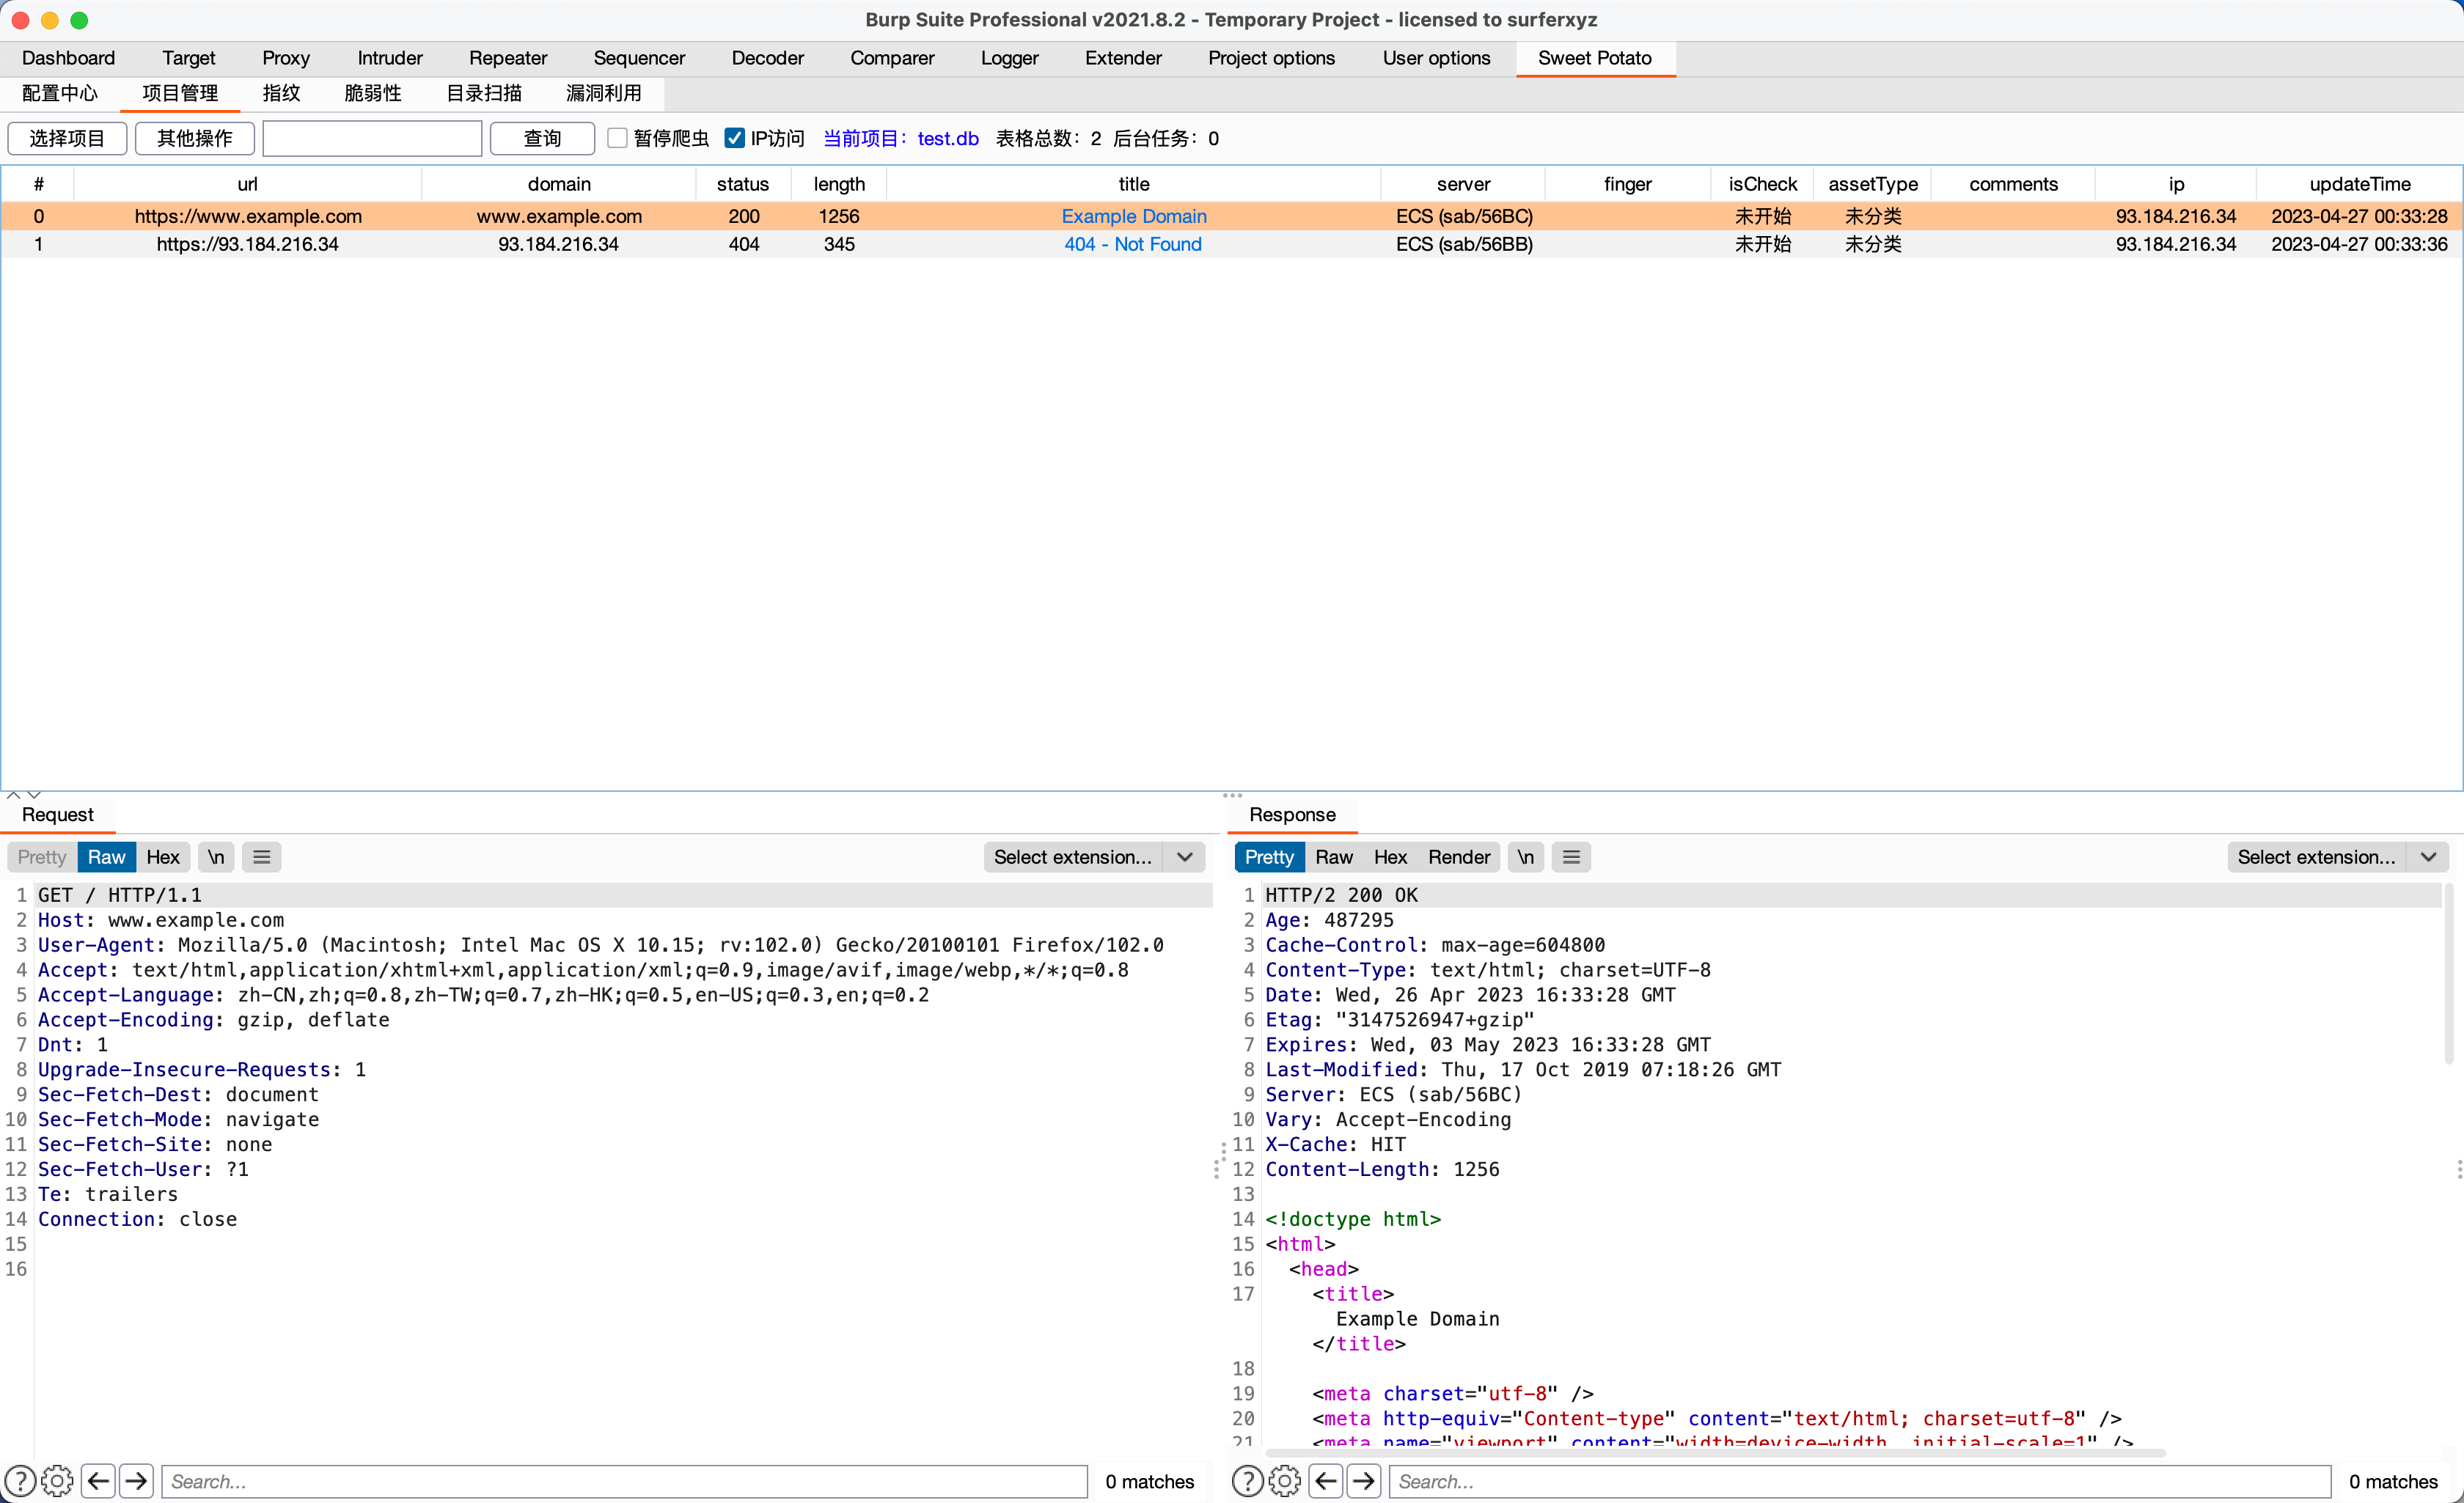 Burp Suite Professional v2021.8.2 - Temporary Project - licensed to surferxyz
Dashboard Target Proxy Intruder Repeater Sequencer Decoder Comparer Logger Extender Project options User options Sweet Potato
配置中心 项目管理 指纹 脆弱性 目录扫描 漏洞利用
选择项目 其他操作 查询 暂停爬虫 IP访问 当前项目：test.db 表格总数：2 后台任务：0
# url domain status length title server finger isCheck assetType comments ip updateTime
0 https://www.example.com www.example.com 200 1256 Example Domain ECS (sab/56BC) 未开始 未分类 93.184.216.34 2023-04-27 00:33:28
1 https://93.184.216.34 93.184.216.34 404 345 404 - Not Found ECS (sab/56BB) 未开始 未分类 93.184.216.34 2023-04-27 00:33:36
Request
Pretty Raw Hex \n Select extension...
1 GET / HTTP/1.1
2 Host: www.example.com
3 User-Agent: Mozilla/5.0 (Macintosh; Intel Mac OS X 10.15; rv:102.0) Gecko/20100101 Firefox/102.0
4 Accept: text/html,application/xhtml+xml,application/xml;q=0.9,image/avif,image/webp,*/*;q=0.8
5 Accept-Language: zh-CN,zh;q=0.8,zh-TW;q=0.7,zh-HK;q=0.5,en-US;q=0.3,en;q=0.2
6 Accept-Encoding: gzip, deflate
7 Dnt: 1
8 Upgrade-Insecure-Requests: 1
9 Sec-Fetch-Dest: document
10 Sec-Fetch-Mode: navigate
11 Sec-Fetch-Site: none
12 Sec-Fetch-User: ?1
13 Te: trailers
14 Connection: close
15
16
Search... 0 matches
Response
Pretty Raw Hex Render \n Select extension...
1 HTTP/2 200 OK
2 Age: 487295
3 Cache-Control: max-age=604800
4 Content-Type: text/html; charset=UTF-8
5 Date: Wed, 26 Apr 2023 16:33:28 GMT
6 Etag: "3147526947+gzip"
7 Expires: Wed, 03 May 2023 16:33:28 GMT
8 Last-Modified: Thu, 17 Oct 2019 07:18:26 GMT
9 Server: ECS (sab/56BC)
10 Vary: Accept-Encoding
11 X-Cache: HIT
12 Content-Length: 1256
13
14 <!doctype html>
15 <html>
16 <head>
17 <title>
Example Domain
</title>
18
19 <meta charset="utf-8" />
20 <meta http-equiv="Content-type" content="text/html; charset=utf-8" />
21 <meta name="viewport" content="width=device-width, initial-scale=1" />
Search... 0 matches